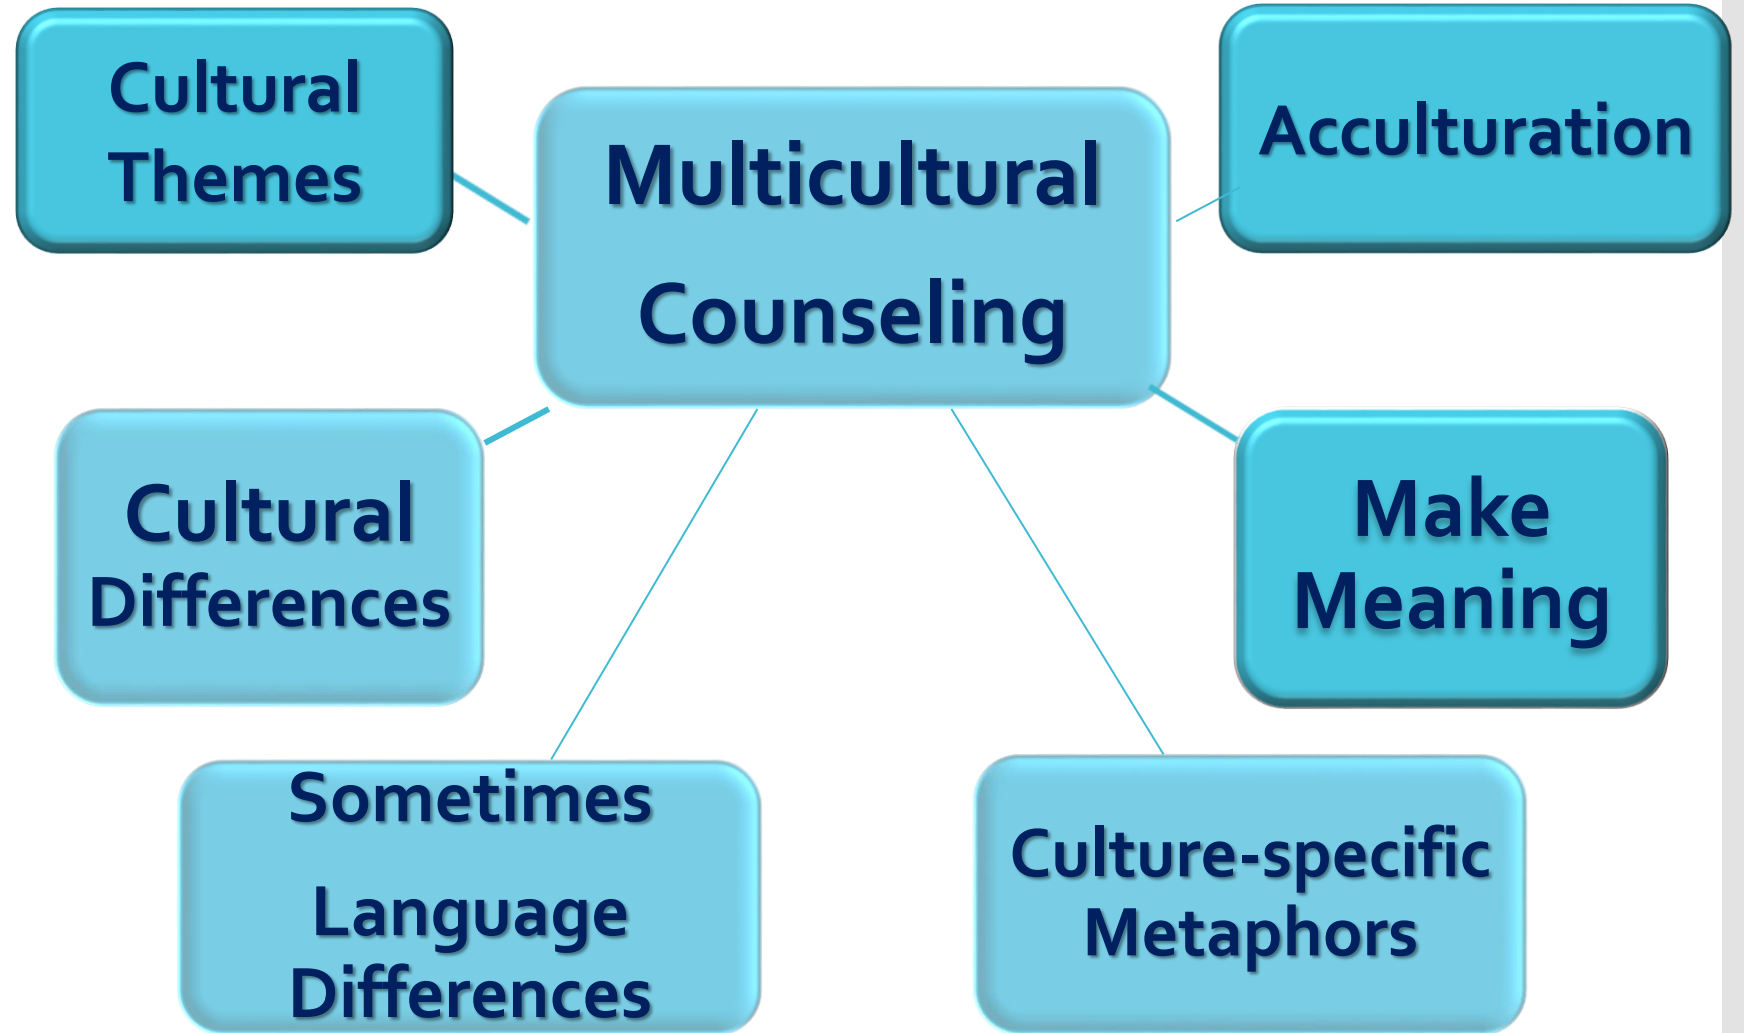 Cultural
Themes
Multicultural
Counseling
Acculturation
Cultural
Differences
Make
Meaning
Sometimes
Language
Differences
Culture-specific
Metaphors